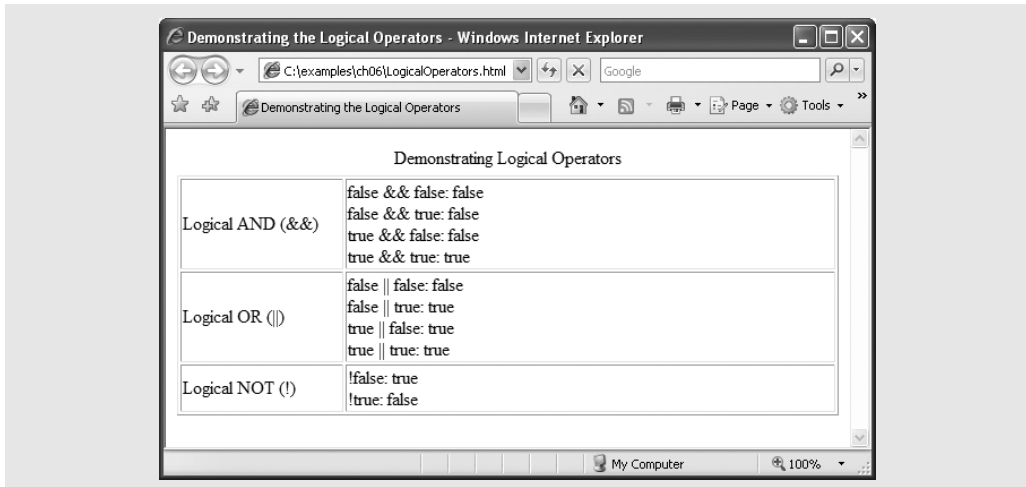 Demonstrating the Logical Operators - Windows Internet Explorer
C:\examples\ch06\LogicalOperators.html
Google
Demonstrating the Logical Operators
Page
Tools
»
Demonstrating Logical Operators
Logical AND (&&)
false && false: false
false && true: false
true && false: false
true && true: true
Logical OR (||)
false || false: false
false || true: true
true || false: true
true || true: true
Logical NOT (!)
!false: true
!true: false
My Computer
100%